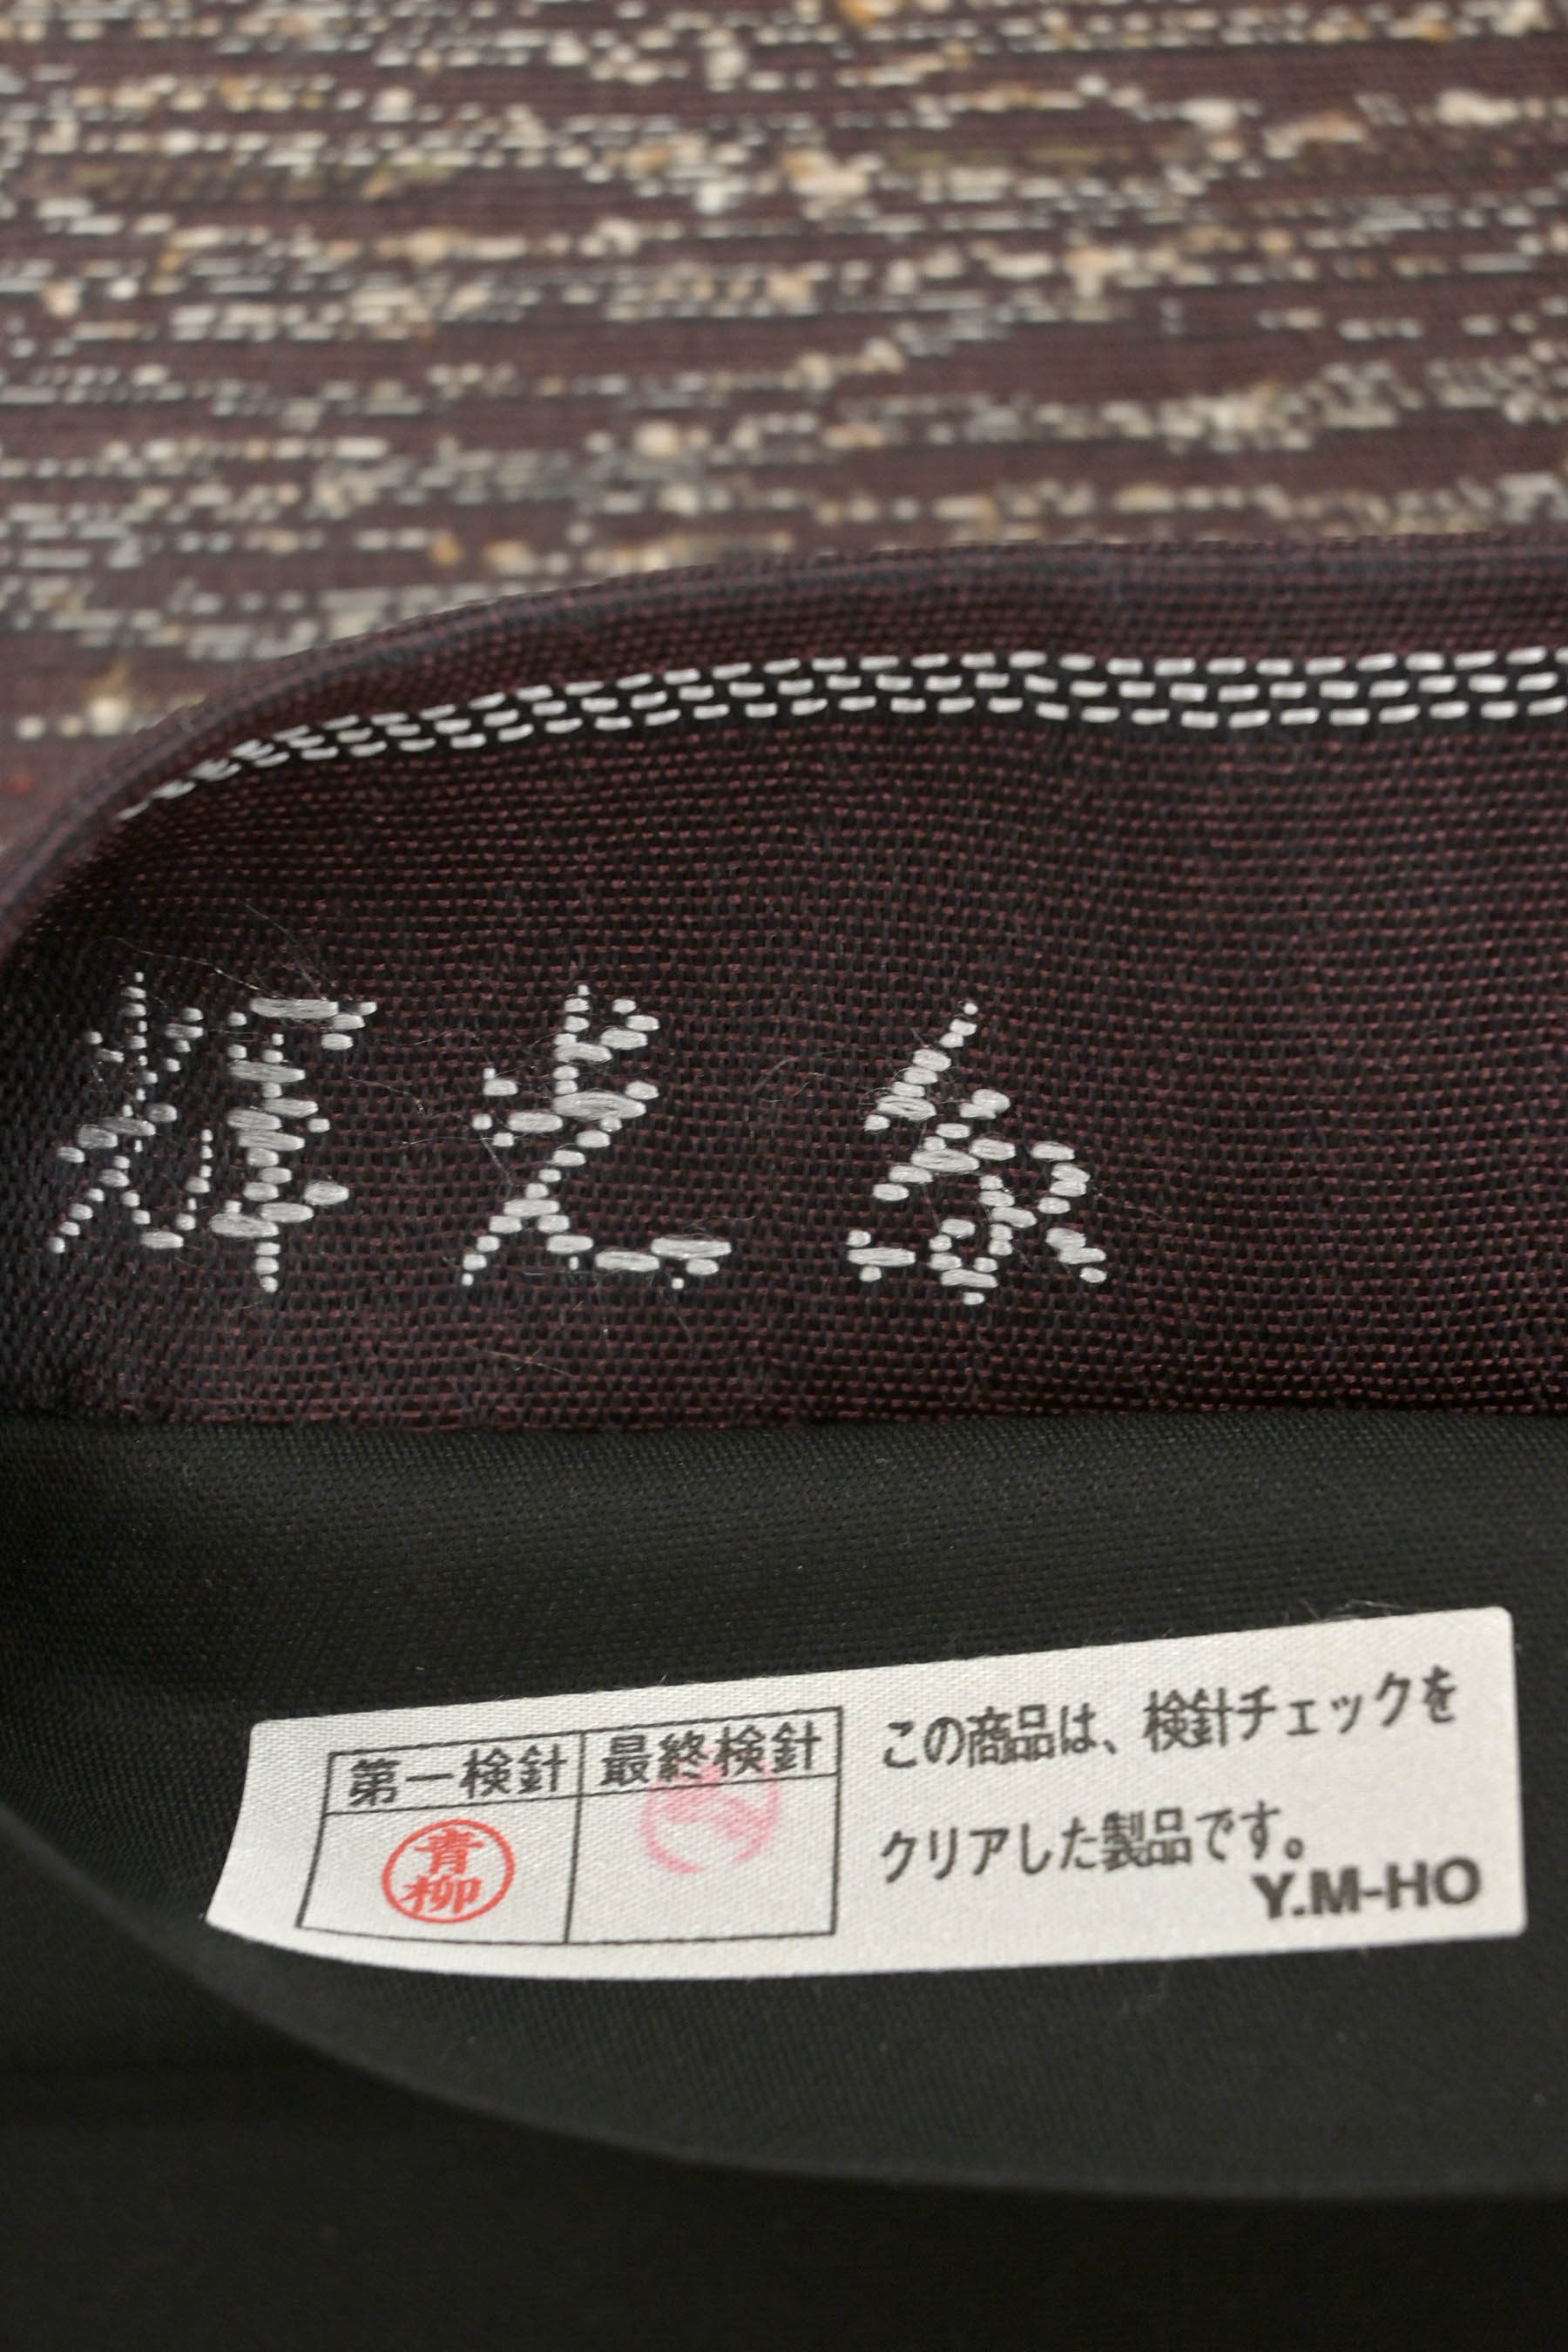 輝光
第一検針 最終検針
青柳
この商品は、検針チェックを
クリアした製品です。
Y.M-HO